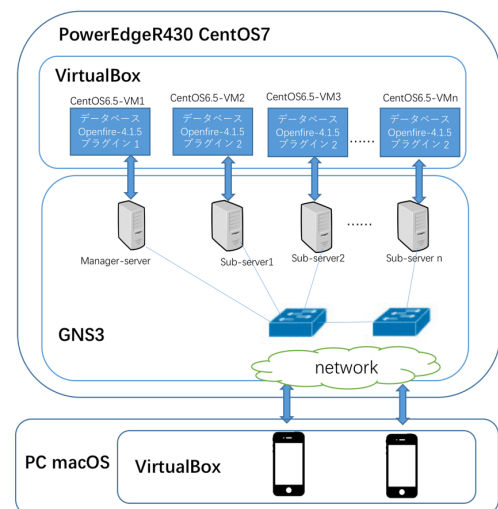 PowerEdgeR430 CentOS7
VirtualBox
CentOS6.5-VM1
CentOS6.5-VM2
CentOS6.5-VM3
CentOS6.5-VMn
データベース
Openfire-4.1.5
プラグイン 1
データベース
Openfire-4.1.5
プラグイン 2
データベース
Openfire-4.1.5
プラグイン 2
……
データベース
Openfire-4.1.5
プラグイン 2
……
Manager-server
Sub-server1
Sub-server2
Sub-server n
GNS3
network
PC macOS
VirtualBox